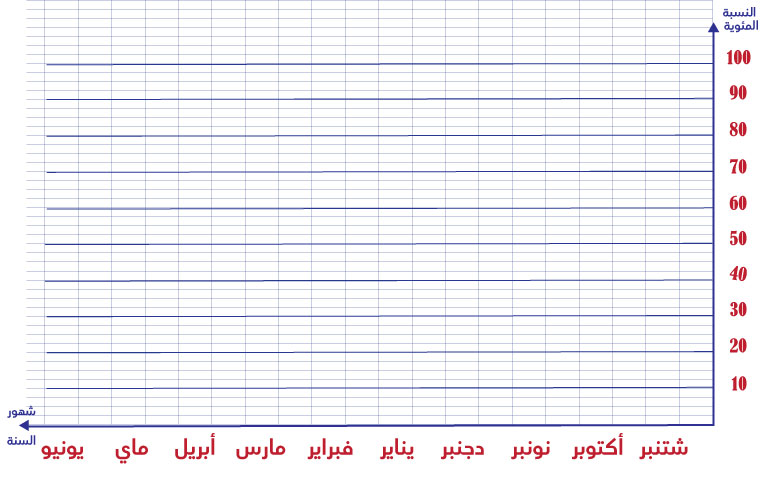 النسبة
المئوية
100
90
80
70
60
50
40
30
20
10
شهور
السنة
شتنبر أكتوبر نونبر دجنبر يناير فبراير مارس أبريل ماي يونيو